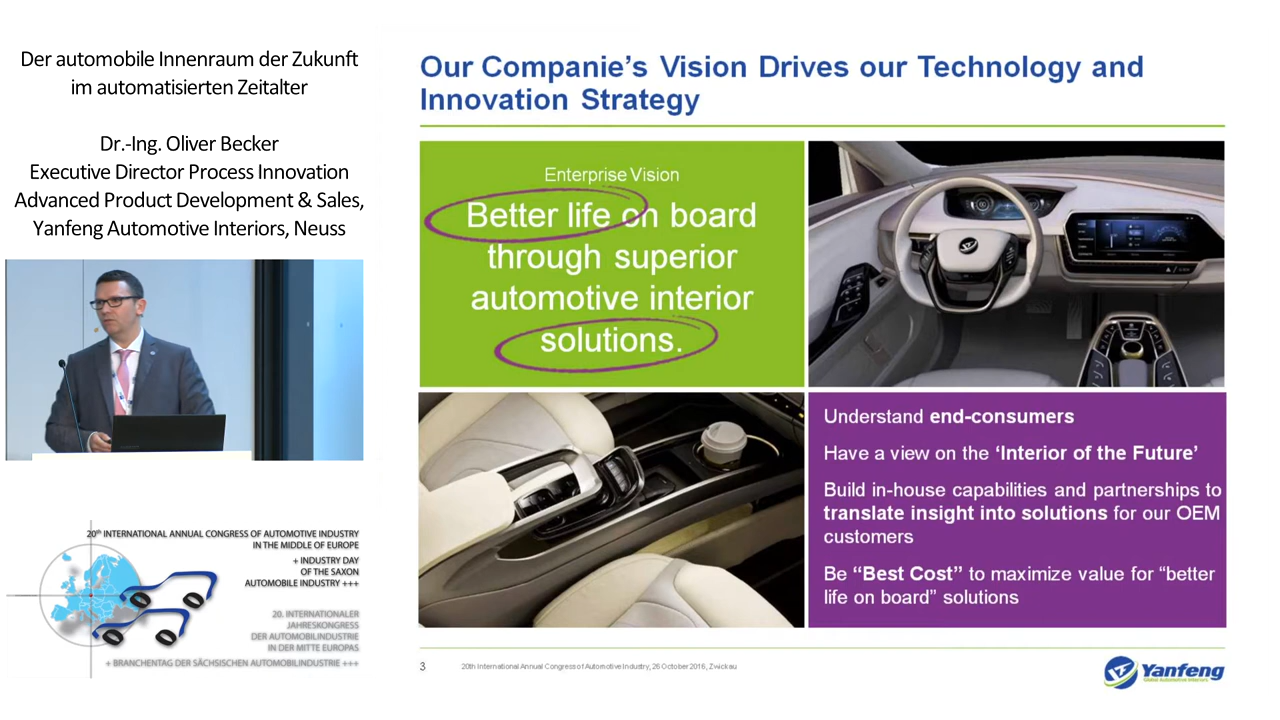 Der automobile Innenraum der Zukunft
im automatisierten Zeitalter
Dr.-Ing. Oliver Becker
Executive Director Process Innovation
Advanced Product Development & Sales,
Yanfeng Automotive Interiors, Neuss
20th INTERNATIONAL ANNUAL CONGRESS OF AUTOMOTIVE INDUSTRY
IN THE MIDDLE OF EUROPE
+ INDUSTRY DAY
OF THE SAXON
AUTOMOBILE INDUSTRY +++
20. INTERNATIONALER
JAHRESKONGRESS
DER AUTOMOBILINDUSTRIE
IN DER MITTE EUROPAS
+ BRANCHENTAG DER SÄCHSISCHEN AUTOMOBILINDUSTRIE +++
Our Companie's Vision Drives our Technology and
Innovation Strategy
Enterprise Vision
Better life on board
through superior
automotive interior
solutions.
Understand end-consumers
Have a view on the ‘Interior of the Future’
Build in-house capabilities and partnerships to
translate insight into solutions for our OEM
customers
Be “Best Cost” to maximize value for “better
life on board” solutions
3
20th International Annual Congress of Automotive Industry, 26 October 2016, Zwickau
Yanfeng
Global Automotive Interiors